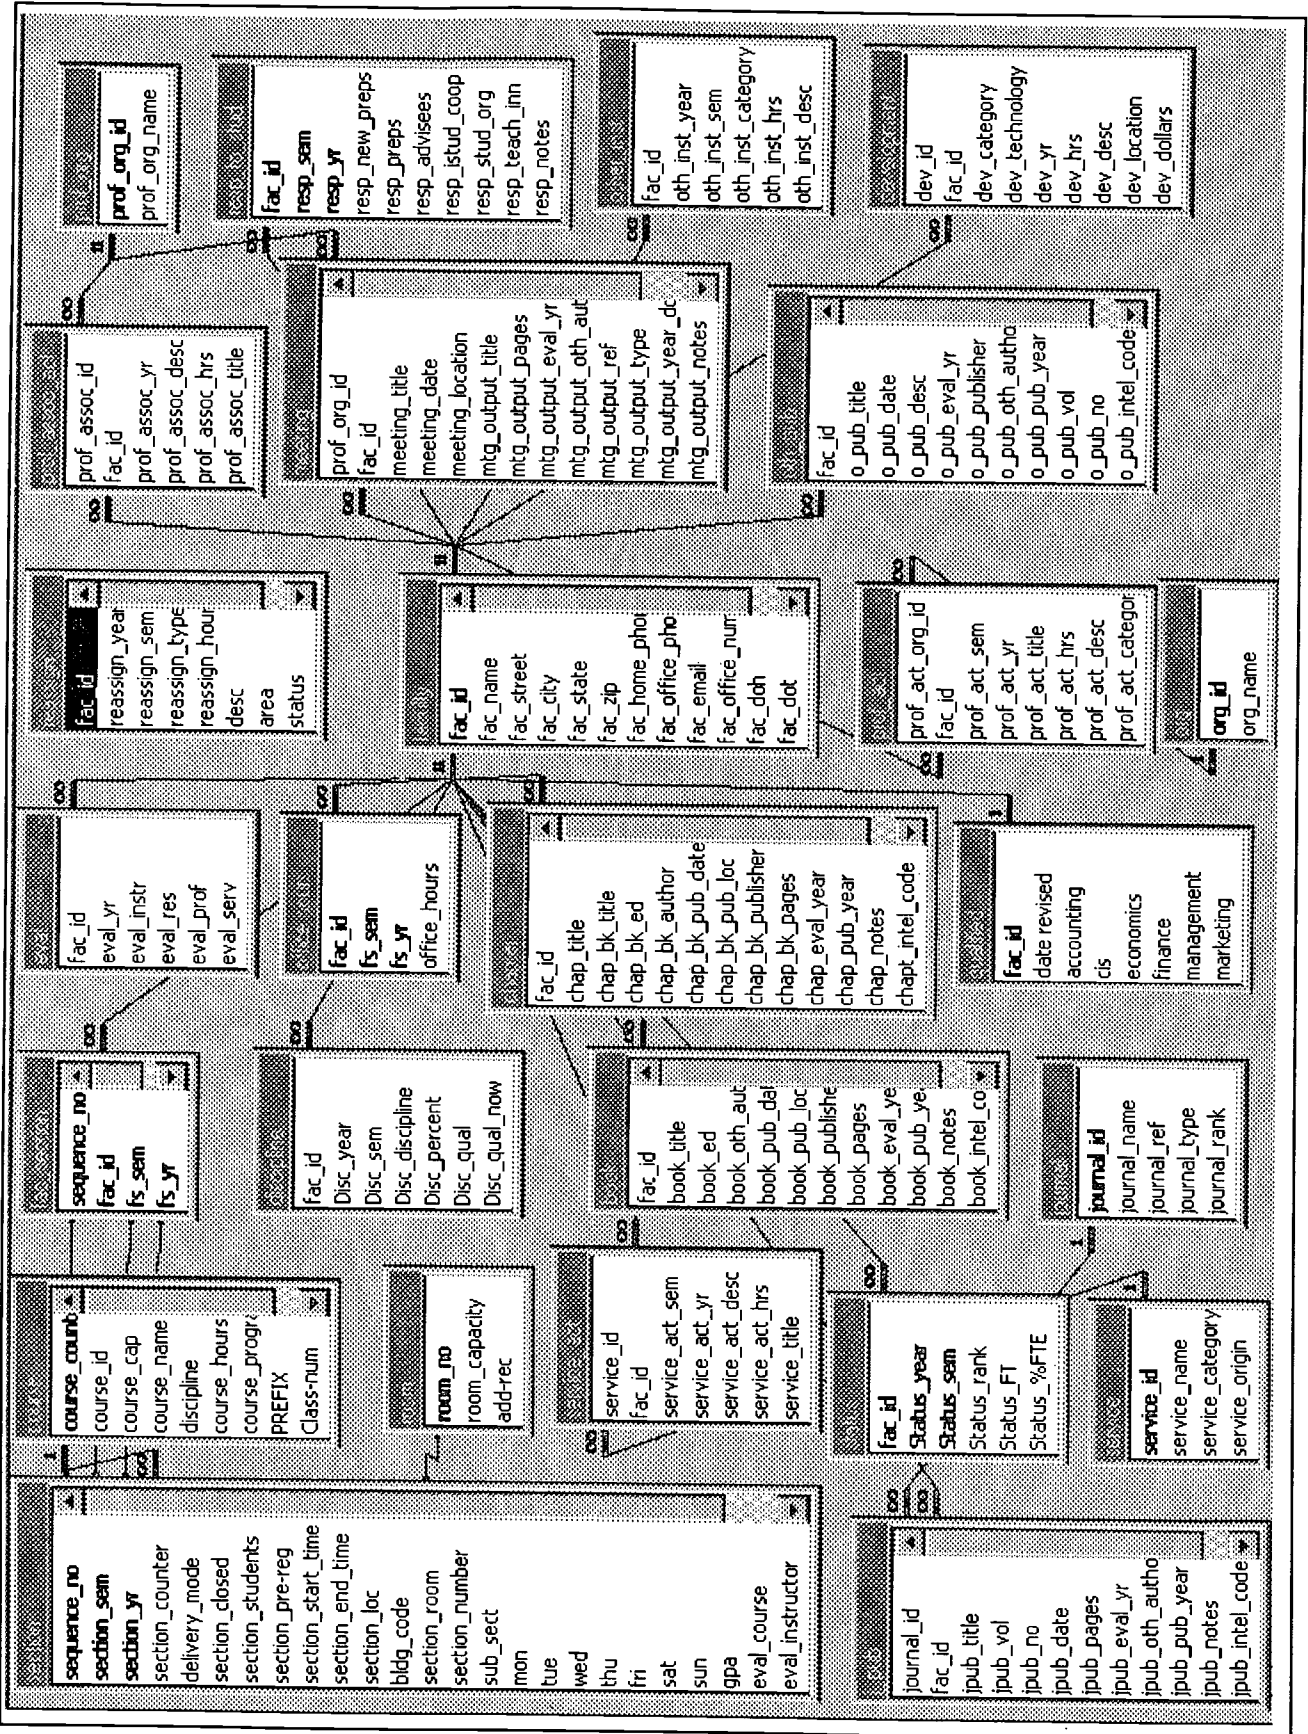 sequence_no
section_sem
section_yr
section_counter
delivery_mode
section_closed
section_students
section_pre-reg
section_start_time
section_end_time
section_loc
bldg_code
section_room
section_number
sub_sect
mon
tue
wed
thu
fri
sat
sun
gpa
eval_course
eval_instructor
journal_id
fac_id
jpub_title
jpub_vol
jpub_no
jpub_date
jpub_pages
jpub_eval_yr
jpub_oth_autho
jpub_pub_year
jpub_notes
jpub_intel_code
course_count
course_id
course_cap
course_name
discipline
course_hours
course_progr
PREFIX
Class-num
room_no
room_capacity
add-rec
service_id
fac_id
service_act_sem
service_act_yr
service_act_desc
service_act_hrs
service_title
fac_id
Status_year
Status_sem
Status_rank
Status_FT
Status_%FTE
service_id
service_name
service_category
service_origin
sequence_no
fac_id
fs_sem
fs_yr
fac_id
Disc_year
Disc_sem
Disc_discipline
Disc_percent
Disc_qual
Disc_qual_now
fac_id
book_title
book_ed
book_oth_aut
book_pub_dat
book_pub_loc
book_publishe
book_pages
book_eval_ye
book_pub_yea
book_notes
book_intel_co
journal_id
journal_name
journal_ref
journal_type
journal_rank
fac_id
eval_yr
eval_instr
eval_res
eval_prof
eval_serv
fac_id
fs_sem
fs_yr
office_hours
fac_id
chap_title
chap_bk_title
chap_bk_ed
chap_bk_author
chap_bk_pub_date
chap_bk_pub_loc
chap_bk_publisher
chap_bk_pages
chap_eval_year
chap_pub_year
chap_notes
chapt_intel_code
fac_id
date revised
accounting
cis
economics
finance
management
marketing
fac_id
reassign_year
reassign_sem
reassign_type
reassign_hour
desc
area
status
fac_id
fac_name
fac_street
fac_city
fac_state
fac_zip
fac_home_phon
fac_office_pho
fac_email
fac_office_num
fac_doh
fac_dot
prof_act_org_id
fac_id
prof_act_sem
prof_act_yr
prof_act_title
prof_act_hrs
prof_act_desc
prof_act_categor
org_id
org_name
prof_assoc_id
fac_id
prof_assoc_yr
prof_assoc_desc
prof_assoc_hrs
prof_assoc_title
prof_org_id
fac_id
meeting_title
meeting_date
meeting_location
mtg_output_title
mtg_output_pages
mtg_output_eval_yr
mtg_output_oth_aut
mtg_output_ref
mtg_output_type
mtg_output_year_dc
mtg_output_notes
fac_id
o_pub_title
o_pub_date
o_pub_desc
o_pub_eval_yr
o_pub_publisher
o_pub_oth_autho
o_pub_pub_year
o_pub_vol
o_pub_no
o_pub_intel_code
prof_org_id
prof_org_name
fac_id
resp_sem
resp_yr
resp_new_preps
resp_preps
resp_advisees
resp_istud_coop
resp_stud_org
resp_teach_inn
resp_notes
fac_id
oth_inst_year
oth_inst_sem
oth_inst_category
oth_inst_hrs
oth_inst_desc
dev_id
fac_id
dev_category
dev_technology
dev_yr
dev_hrs
dev_desc
dev_location
dev_dollars